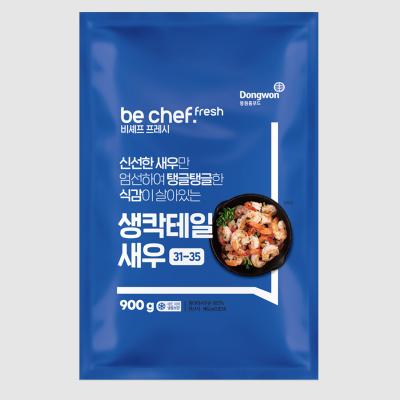 Dongwon
동원홈푸드
be chef.fresh
비셰프 프레시
신선한 새우만
엄선하여 탱글탱글한
식감이 살아있는
생칵테일
새우 31-35
900 g